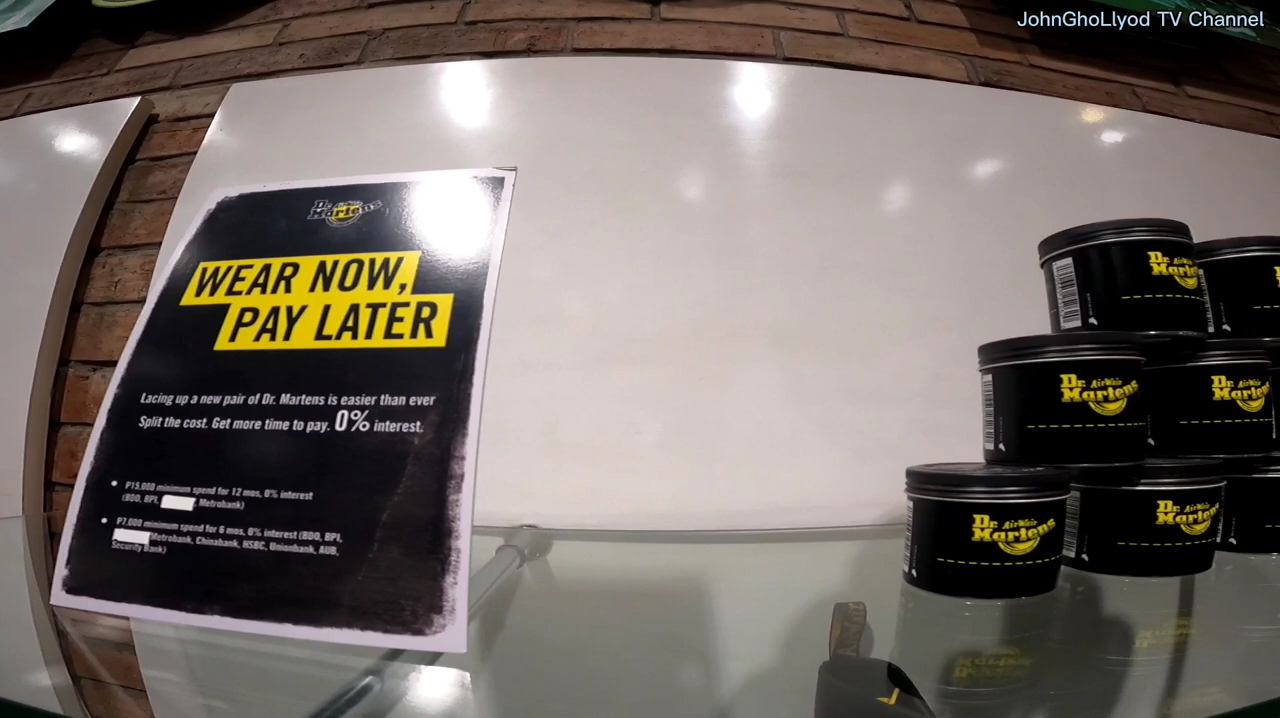 JohnGhoLlyod TV Channel
Dr. AirWair
Martens
WEAR NOW,
PAY LATER
Lacing up a new pair of Dr. Martens is easier than ever
Split the cost. Get more time to pay. 0% interest.
• P15,000 minimum spend for 12 mos, 0% interest
(BDO, BPI, , Metrobank)
• P7,000 minimum spend for 6 mos, 0% interest (BDO, BPI,
Metrobank, Chinabank, HSBC, Unionbank, AUB,
Security Bank)
Dr. AirWair
Martens
Dr. AirWair
Martens
Dr. AirWair
Martens
Dr. AirWair
Martens
Dr. AirWair
Martens